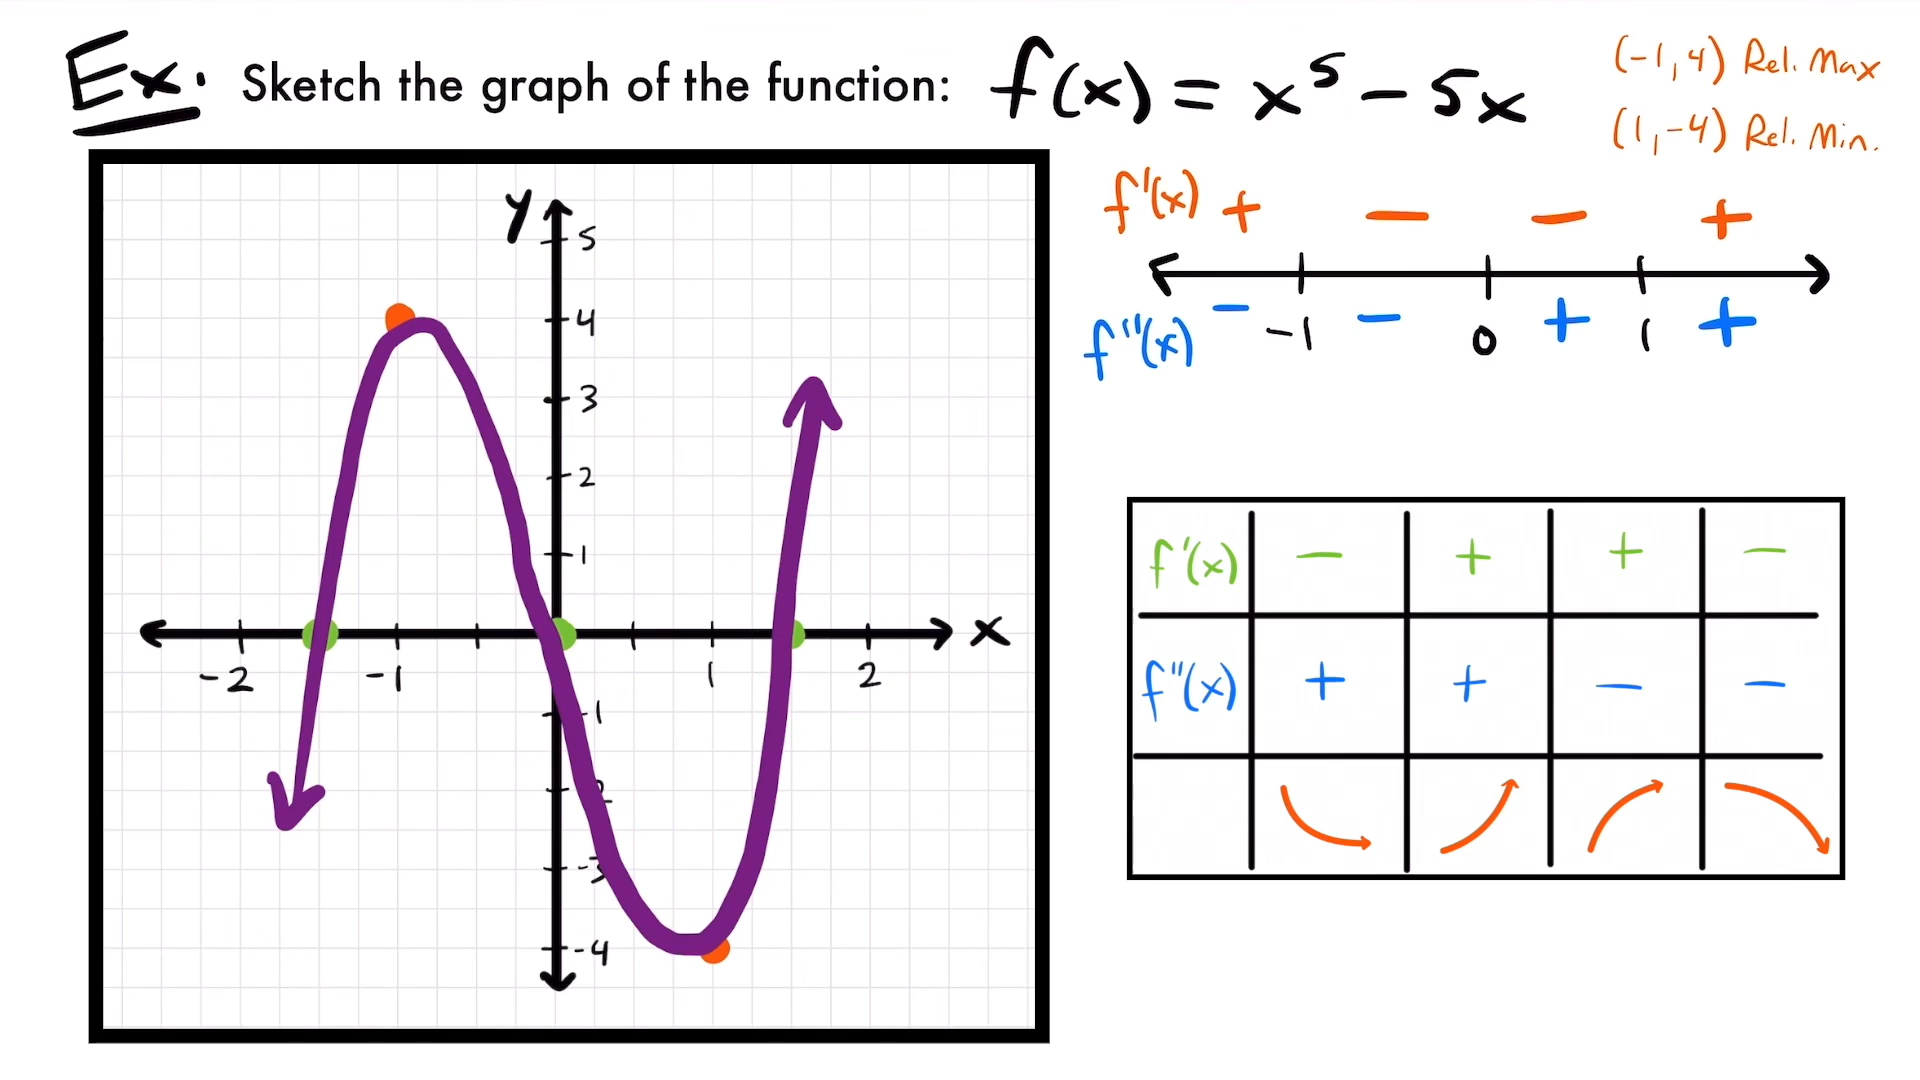 Ex. Sketch the graph of the function: f(x) = x⁵ - 5x
(-1,4) Rel. Max
(1,-4) Rel. Min.
f'(x) + - - +
-1 0 1
f''(x) - - + +
y
5
4
3
2
1
-2 -1 1 2 x
-1
-3
-4
f'(x) - + + -
f''(x) + + - -